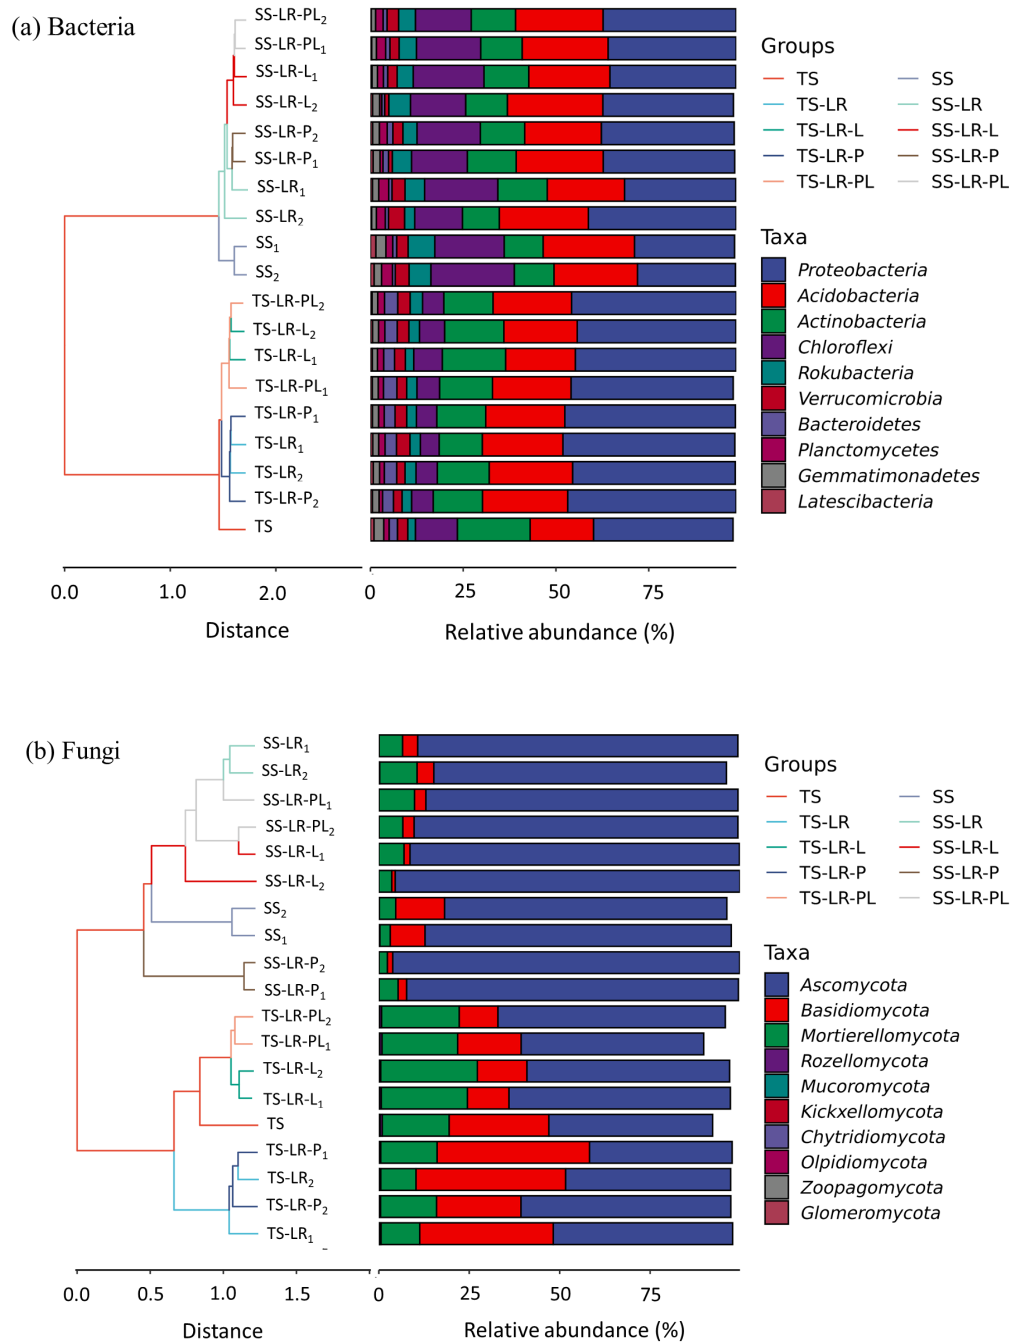 (a) Bacteria
SS-LR-PL2
SS-LR-PL1
SS-LR-L1
SS-LR-L2
SS-LR-P2
SS-LR-P1
SS-LR1
SS-LR2
SS1
SS2
TS-LR-PL2
TS-LR-L2
TS-LR-L1
TS-LR-PL1
TS-LR-P1
TS-LR1
TS-LR2
TS-LR-P2
TS
0.0 1.0 2.0
Distance
0 25 50 75
Relative abundance (%)
Groups
TS SS
TS-LR SS-LR
TS-LR-L SS-LR-L
TS-LR-P SS-LR-P
TS-LR-PL SS-LR-PL
Taxa
Proteobacteria
Acidobacteria
Actinobacteria
Chloroflexi
Rokubacteria
Verrucomicrobia
Bacteroidetes
Planctomycetes
Gemmatimonadetes
Latescibacteria
(b) Fungi
SS-LR1
SS-LR2
SS-LR-PL1
SS-LR-PL2
SS-LR-L1
SS-LR-L2
SS2
SS1
SS-LR-P2
SS-LR-P1
TS-LR-PL2
TS-LR-PL1
TS-LR-L2
TS-LR-L1
TS
TS-LR-P1
TS-LR2
TS-LR-P2
TS-LR1
0.0 0.5 1.0 1.5
Distance
0 25 50 75
Relative abundance (%)
Groups
TS SS
TS-LR SS-LR
TS-LR-L SS-LR-L
TS-LR-P SS-LR-P
TS-LR-PL SS-LR-PL
Taxa
Ascomycota
Basidiomycota
Mortierellomycota
Rozellomycota
Mucoromycota
Kickxellomycota
Chytridiomycota
Olpidiomycota
Zoopagomycota
Glomeromycota